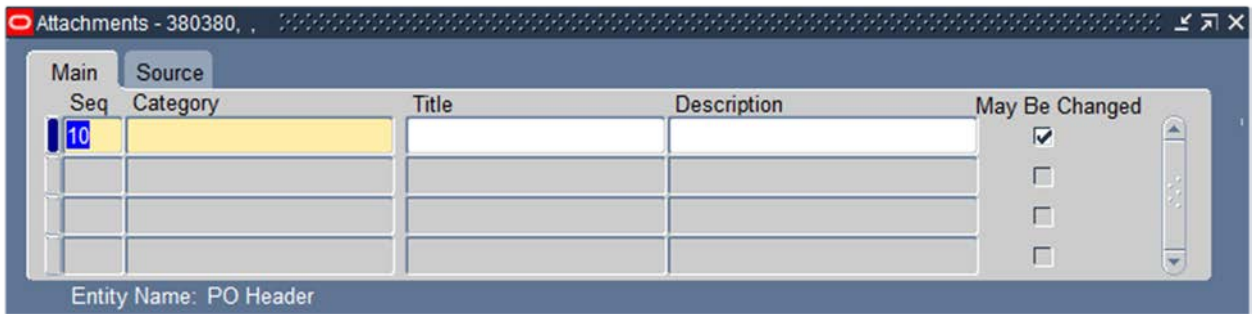 Attachments - 380380, ,
Main Source
Seq Category Title Description May Be Changed
10
Entity Name: PO Header